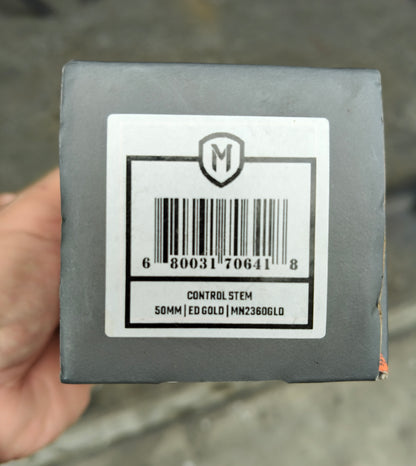 M
6 80031 70641 8
CONTROL STEM
50MM | ED GOLD | MN2360GLD